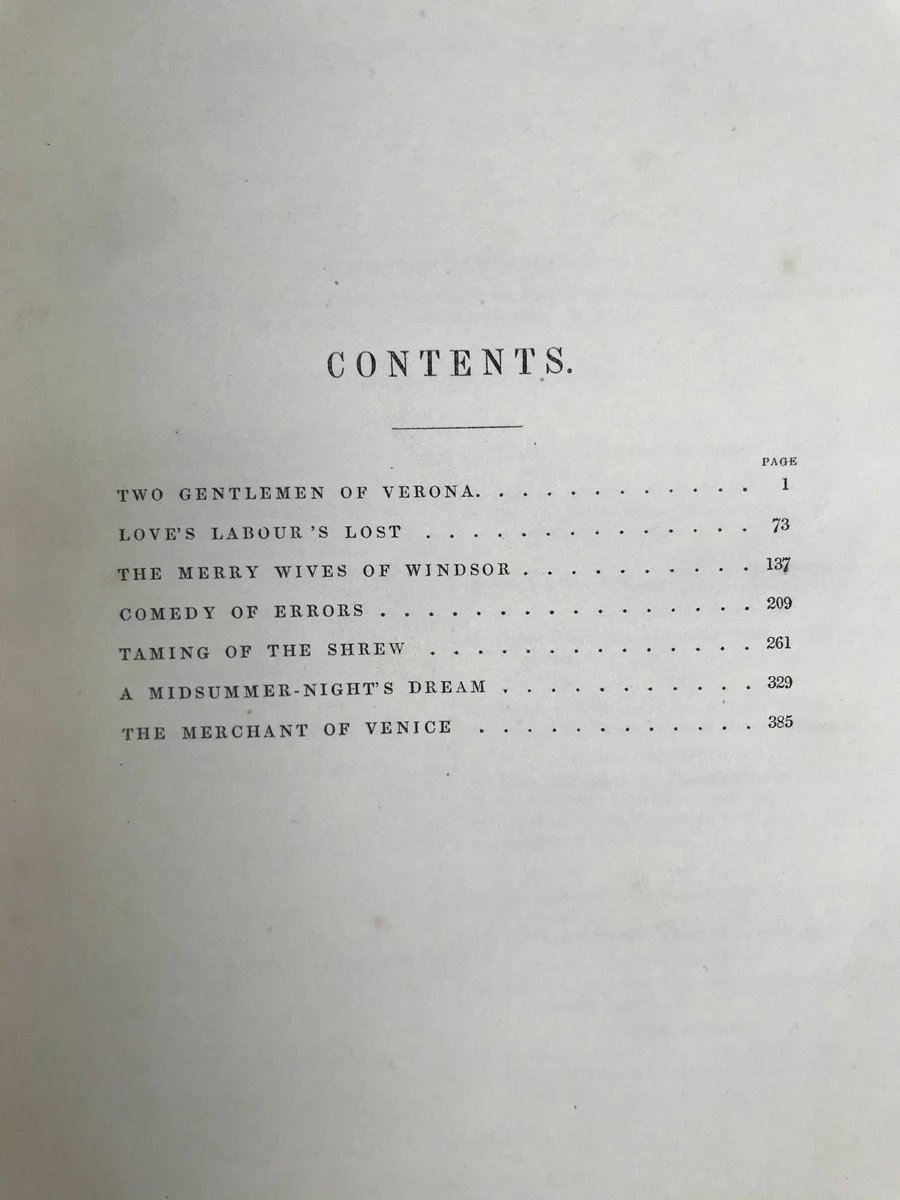 CONTENTS.
PAGE
TWO GENTLEMEN OF VERONA. . . . . . . . . . . . 1
LOVE'S LABOUR'S LOST . . . . . . . . . . . . . 73
THE MERRY WIVES OF WINDSOR . . . . . . . . . . 137
COMEDY OF ERRORS . . . . . . . . . . . . . . . . 209
TAMING OF THE SHREW . . . . . . . . . . . . . 261
A MIDSUMMER-NIGHT'S DREAM . . . . . . . . . . 329
THE MERCHANT OF VENICE . . . . . . . . . . . 385